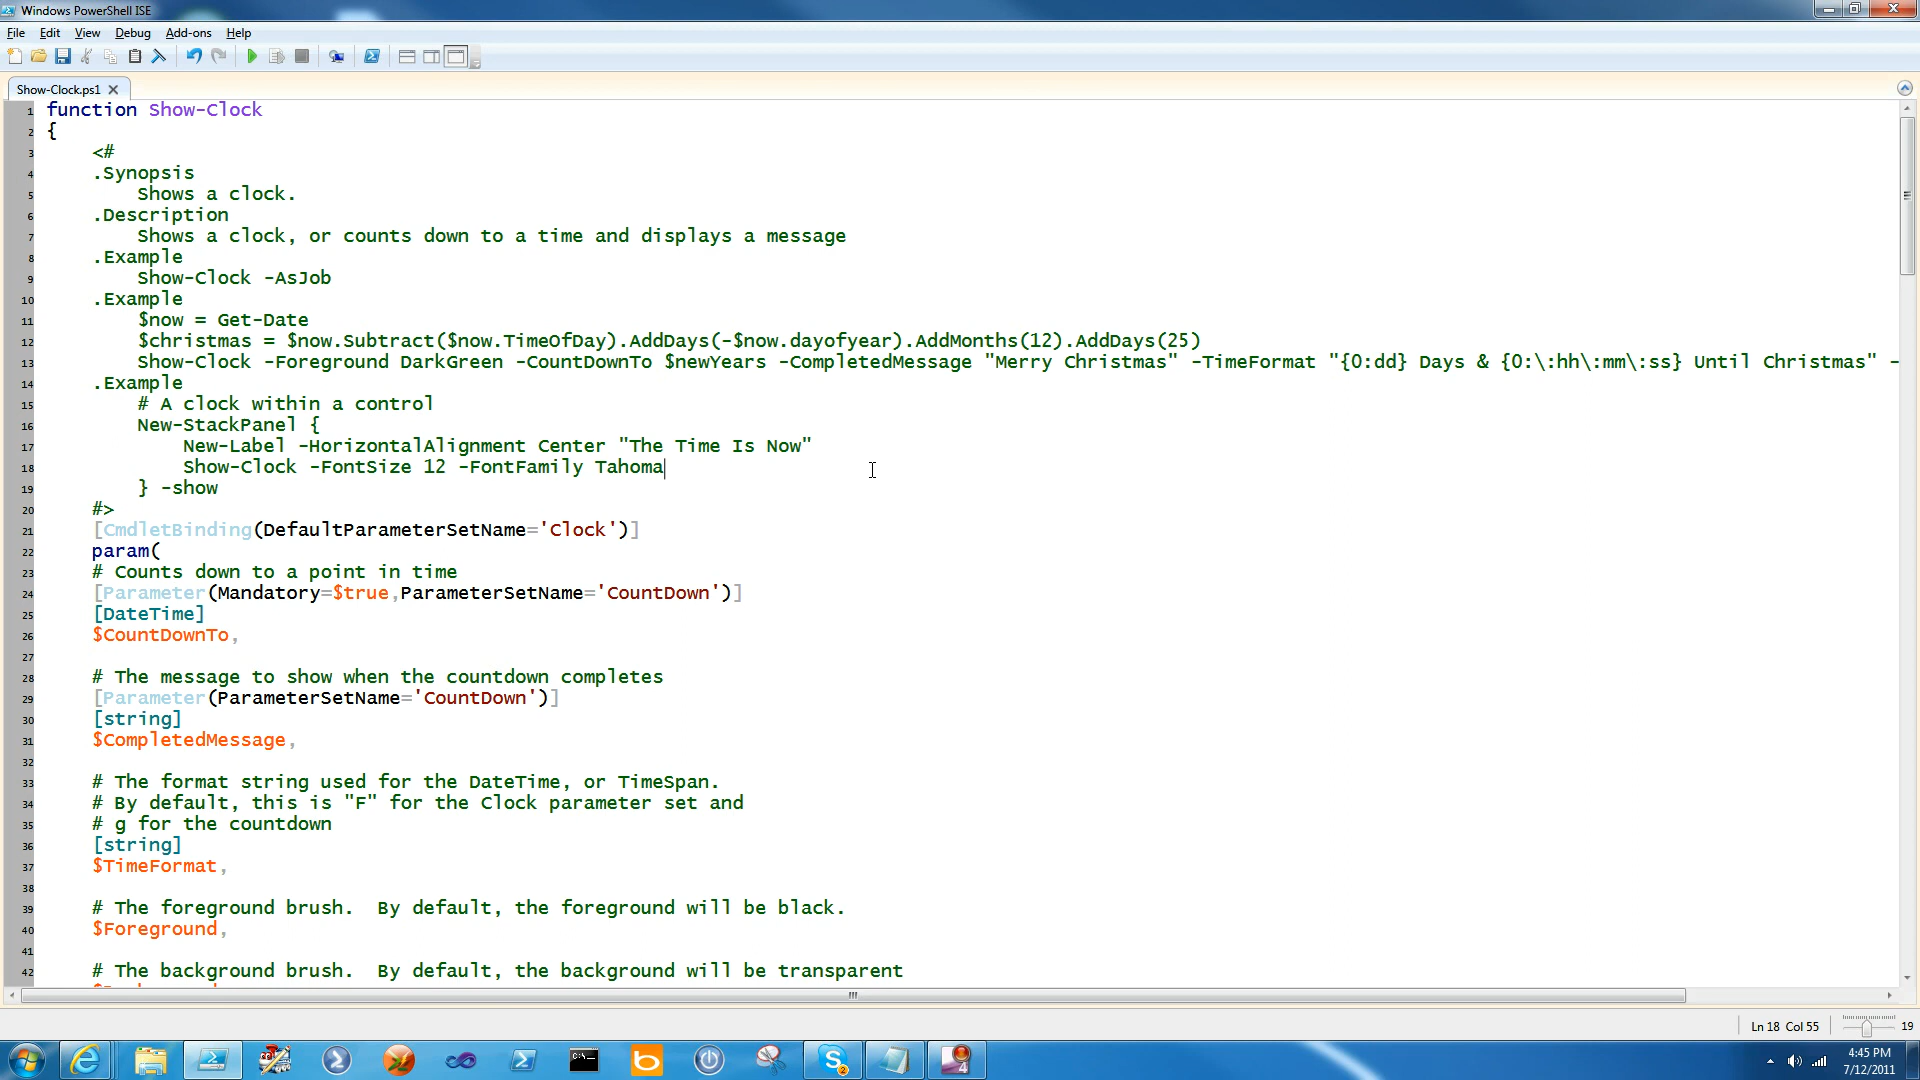 Windows PowerShell ISE
File Edit View Debug Add-ons Help
Show-Clock.ps1
1 function Show-Clock
2 {
3 <#
4 .Synopsis
5 Shows a clock.
6 .Description
7 Shows a clock, or counts down to a time and displays a message
8 .Example
9 Show-Clock -AsJob
10 .Example
11 $now = Get-Date
12 $christmas = $now.Subtract($now.TimeOfDay).AddDays(-$now.dayofyear).AddMonths(12).AddDays(25)
13 Show-Clock -Foreground DarkGreen -CountDownTo $newYears -CompletedMessage "Merry Christmas" -TimeFormat "{0:dd} Days & {0:\:hh\:mm\:ss} Until Christmas" -
14 .Example
15 # A clock within a control
16 New-StackPanel {
17 New-Label -HorizontalAlignment Center "The Time Is Now"
18 Show-Clock -FontSize 12 -FontFamily Tahoma
19 } -show
20 #>
21 [CmdletBinding(DefaultParameterSetName='Clock')]
22 param(
23 # Counts down to a point in time
24 [Parameter(Mandatory=$true,ParameterSetName='CountDown')]
25 [DateTime]
26 $CountDownTo,
27
28 # The message to show when the countdown completes
29 [Parameter(ParameterSetName='CountDown')]
30 [string]
31 $CompletedMessage,
32
33 # The format string used for the DateTime, or TimeSpan.
34 # By default, this is "F" for the Clock parameter set and
35 # g for the countdown
36 [string]
37 $TimeFormat,
38
39 # The foreground brush.  By default, the foreground will be black.
40 $Foreground,
41
42 # The background brush.  By default, the background will be transparent
Ln 18 Col 55
19
4:45 PM
7/12/2011